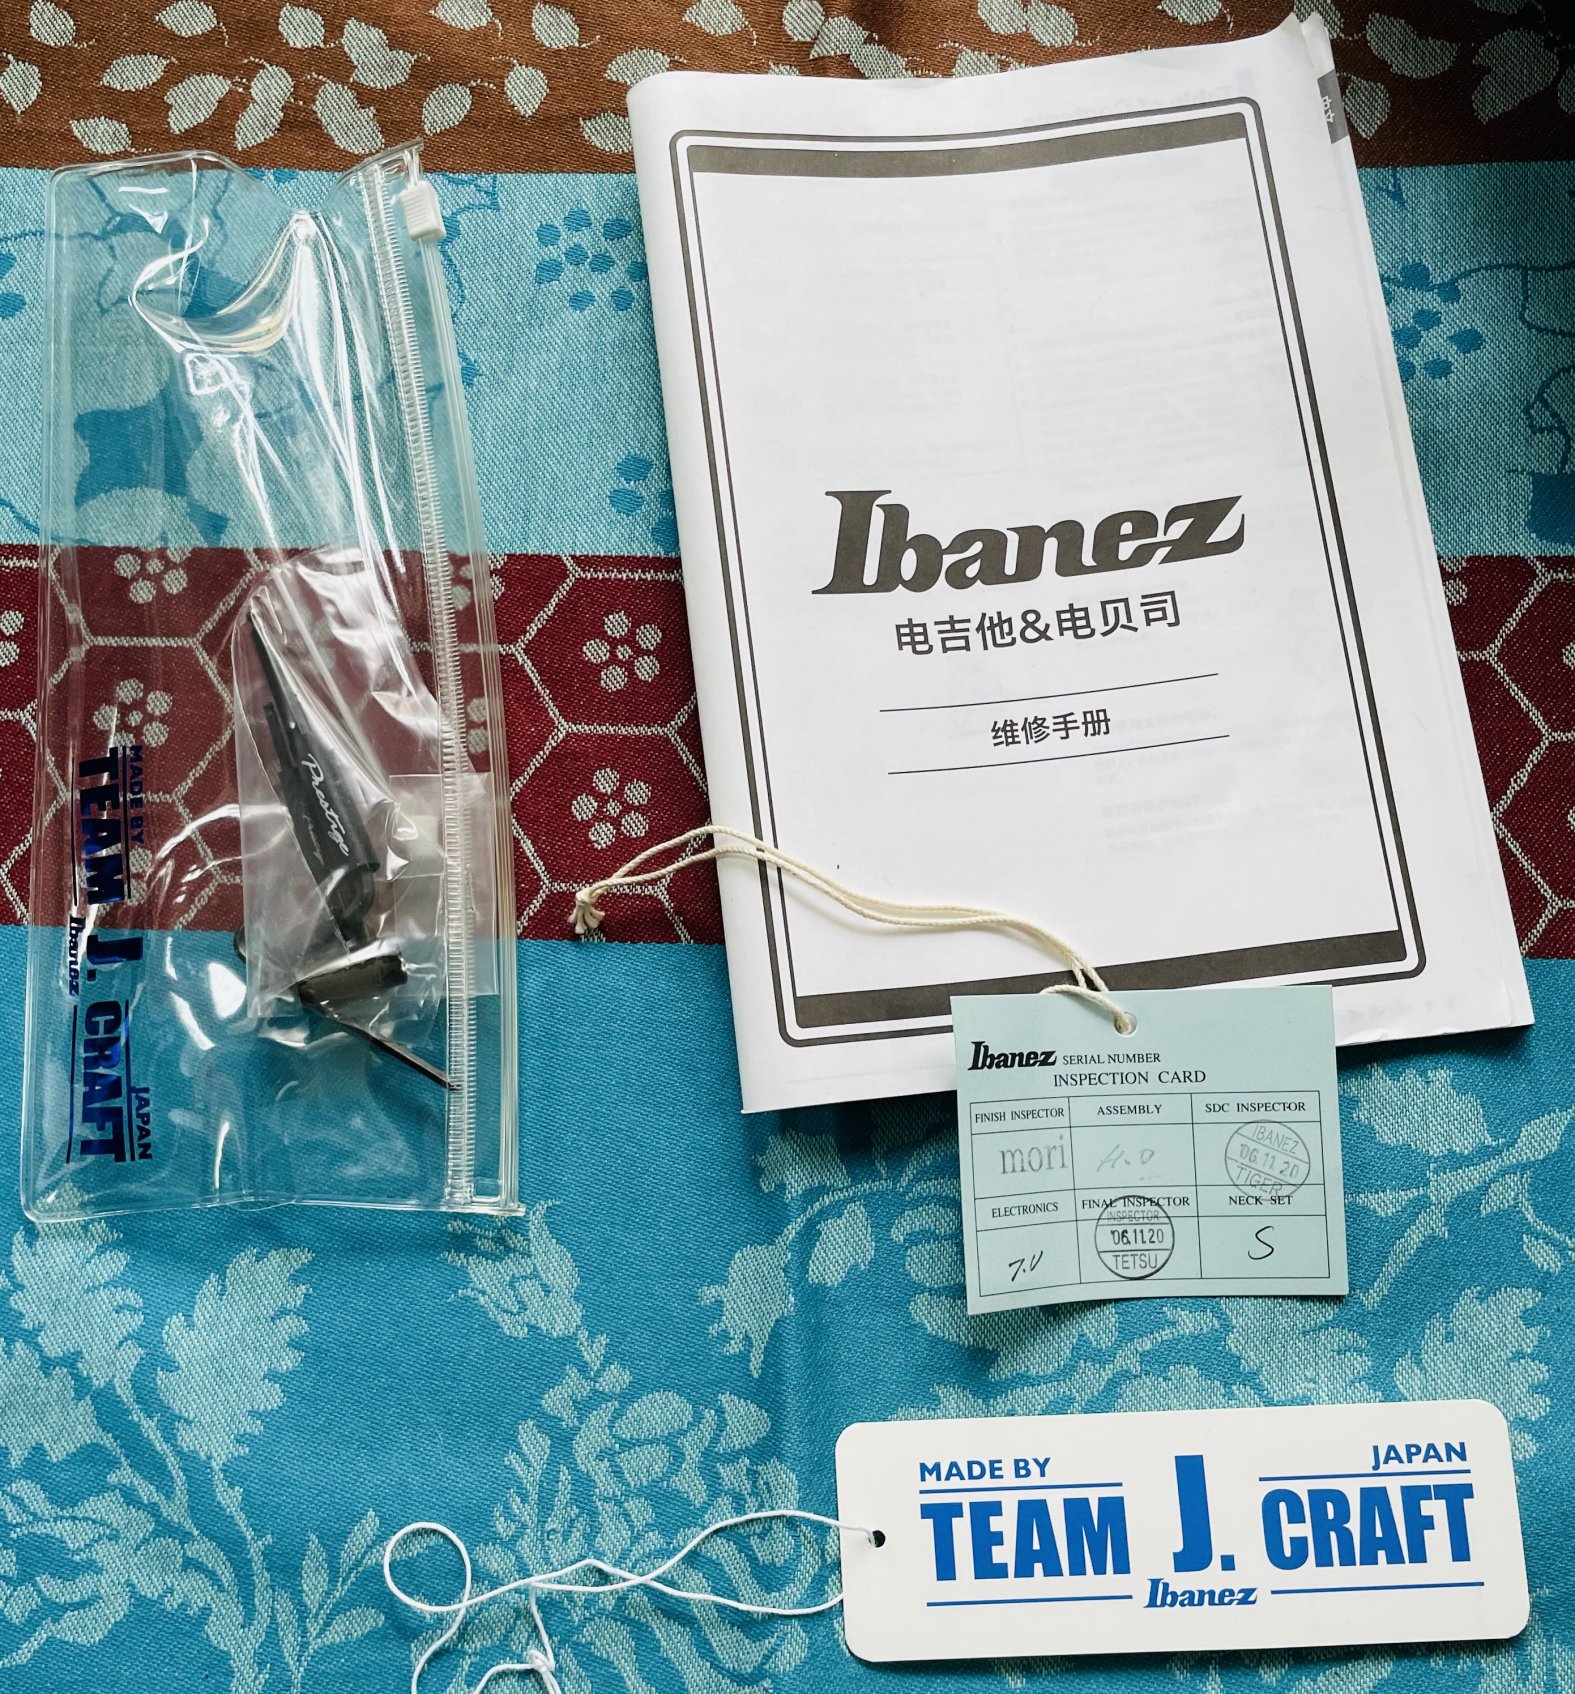 Ibanez
电吉他&电贝司
维修手册
Prestige
MADE BY
TEAM J. CRAFT
Ibanez
JAPAN
Ibanez SERIAL NUMBER
INSPECTION CARD
FINISH INSPECTOR ASSEMBLY SDC INSPECTOR
mori H.O IBANEZ
'06.11.20
TIGER
ELECTRONICS FINAL INSPECTOR NECK SET
T.U INSPECTOR S
'06.11.20
TETSU
MADE BY JAPAN
TEAM J. CRAFT
Ibanez